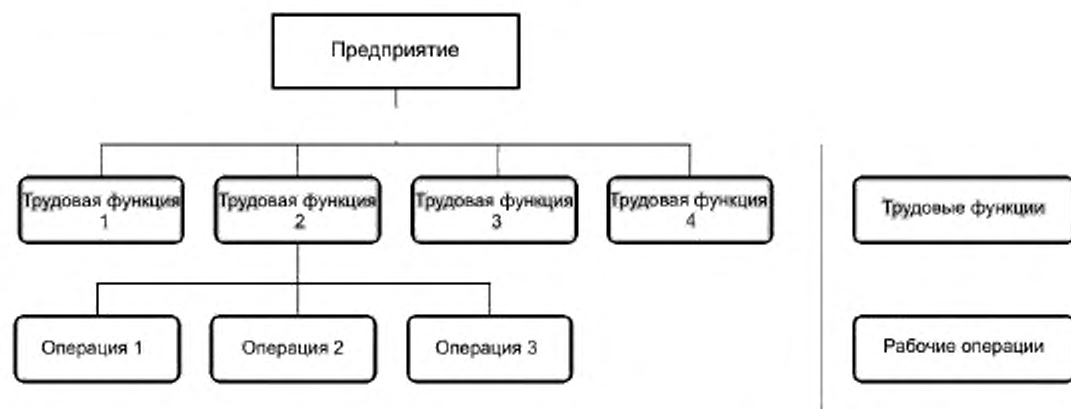 Предприятие
Трудовая функция
1
Трудовая функция
2
Трудовая функция
3
Трудовая функция
4
Трудовые функции
Операция 1
Операция 2
Операция 3
Рабочие операции